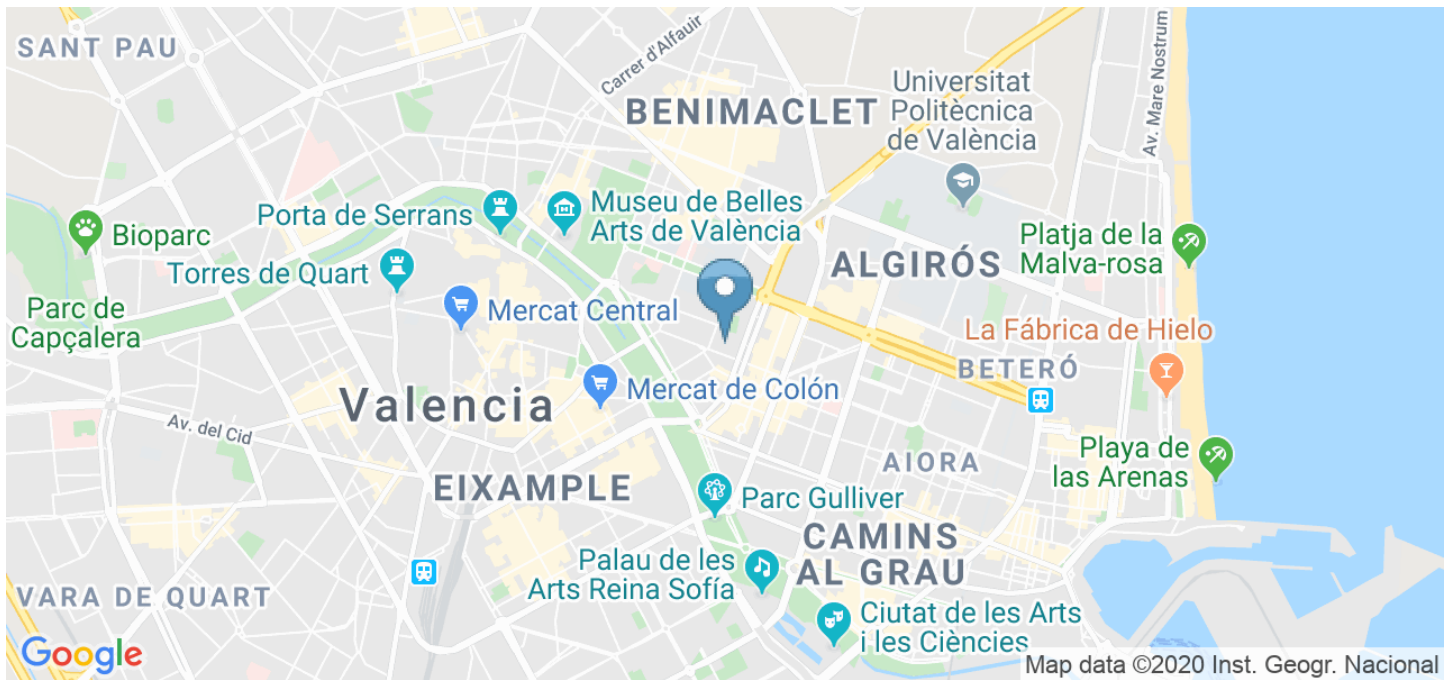 SANT PAU
Carrer d'Alfauir
BENIMACLET
Universitat
Politècnica
de València
Av. Mare Nostrum
Porta de Serrans
Museu de Belles
Arts de València
Bioparc
Torres de Quart
ALGIRÓS
Platja de la
Malva-rosa
Parc de
Capçalera
Mercat Central
La Fábrica de Hielo
BETERÓ
Valencia
Mercat de Colón
Av. del Cid
AIORA
Playa de
las Arenas
EIXAMPLE
Parc Gulliver
CAMINS
AL GRAU
Palau de les
Arts Reina Sofía
VARA DE QUART
Ciutat de les Arts
i les Ciències
Google
Map data ©2020 Inst. Geogr. Nacional